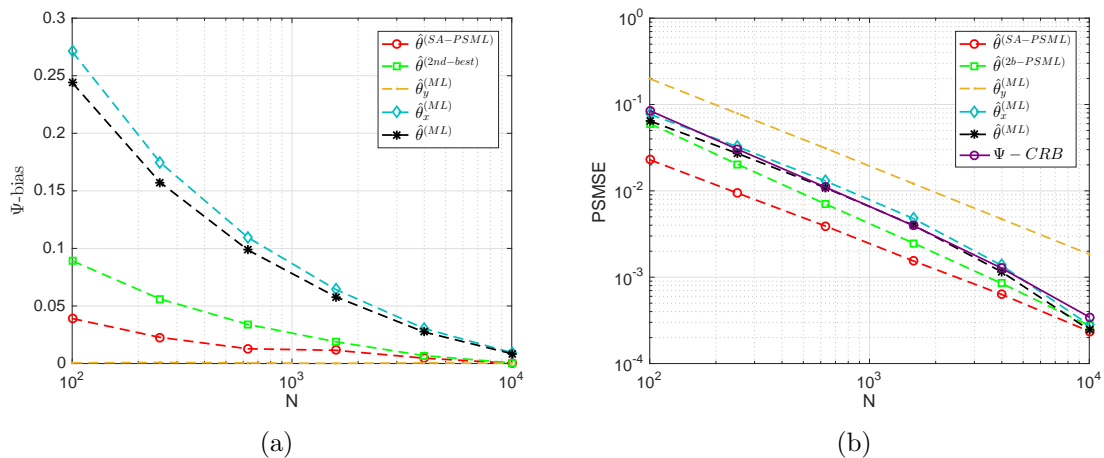 0.3
0.25
0.2
0.15
0.1
0.05
0
Ψ-bias
10^2
10^3
10^4
N
θ̂^(SA−PSML)
θ̂^(2nd−best)
θ̂_y^(ML)
θ̂_x^(ML)
θ̂^(ML)
(a)
10^0
10^-1
10^-2
10^-3
10^-4
PSMSE
10^2
10^3
10^4
N
θ̂^(SA−PSML)
θ̂^(2b−PSML)
θ̂_y^(ML)
θ̂_x^(ML)
θ̂^(ML)
Ψ − CRB
(b)